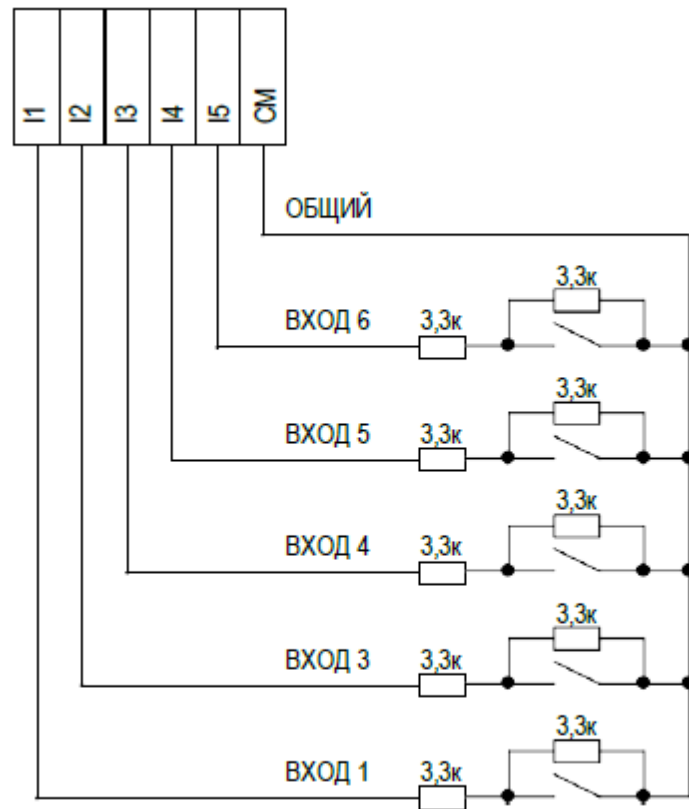 I1
I2
I3
I4
I5
CM
ОБЩИЙ
3,3к
ВХОД 6
3,3к
3,3к
ВХОД 5
3,3к
3,3к
ВХОД 4
3,3к
3,3к
ВХОД 3
3,3к
3,3к
ВХОД 1
3,3к